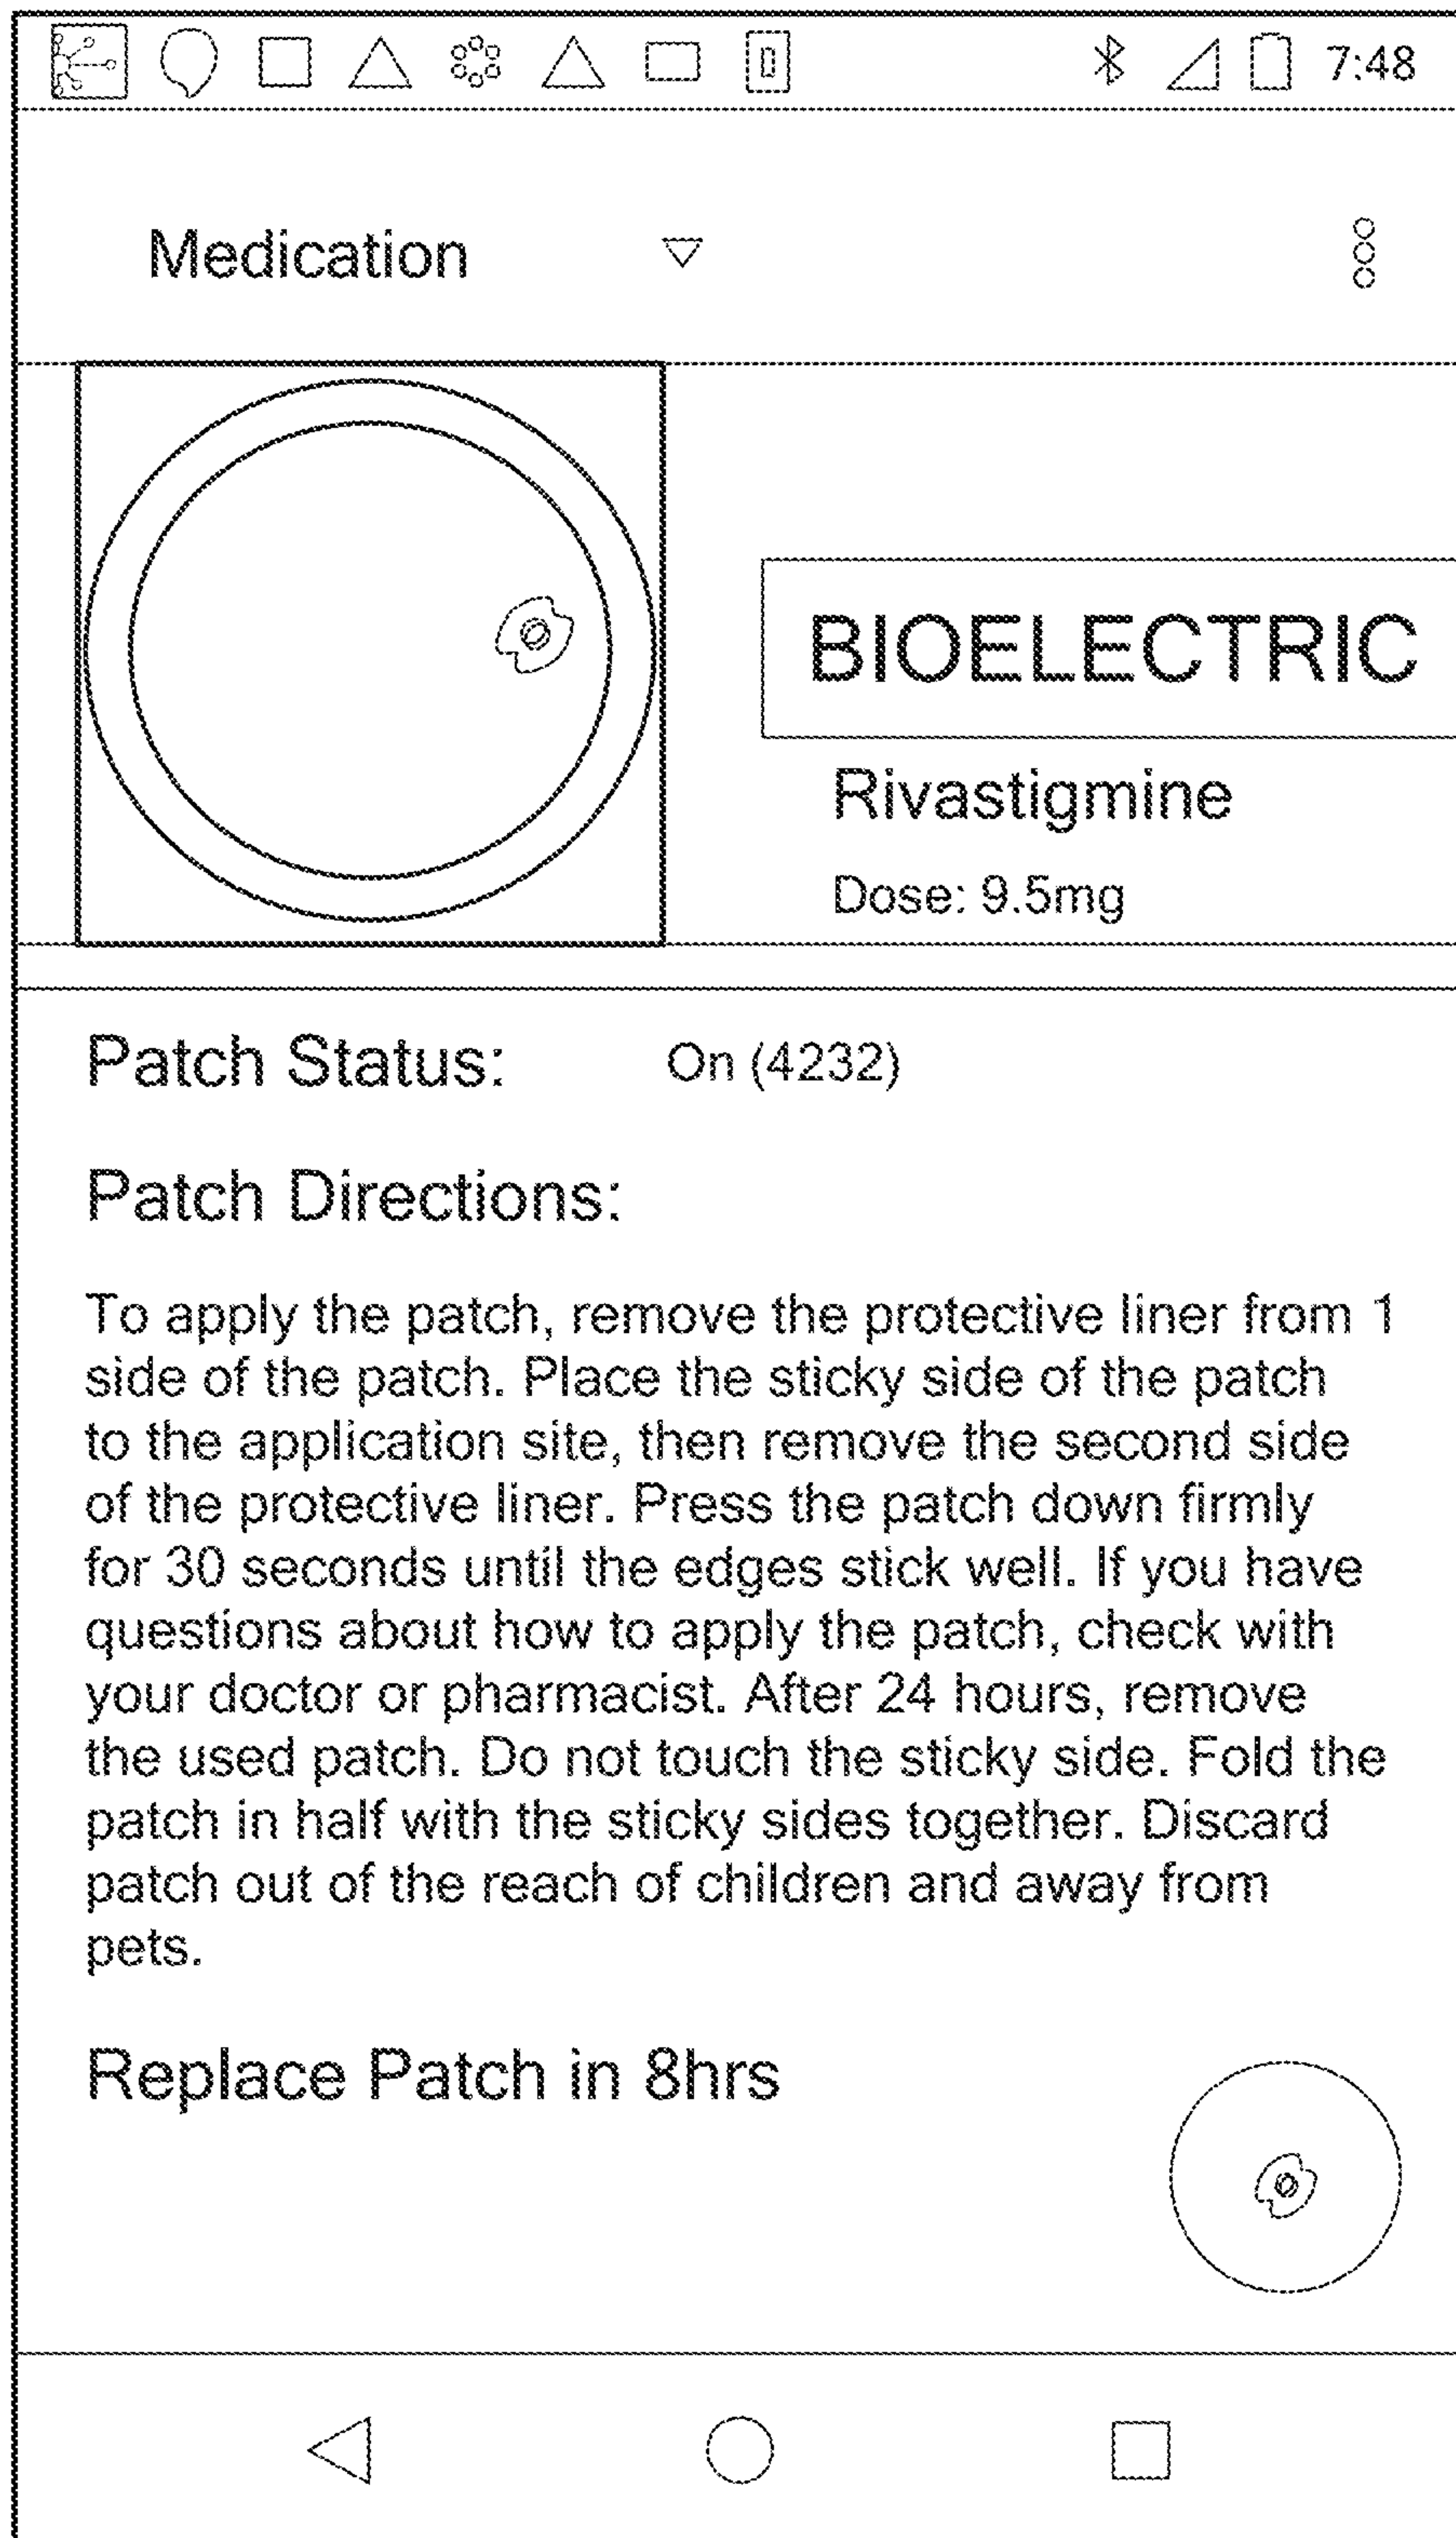 7:48
Medication
BIOELECTRIC
Rivastigmine
Dose: 9.5mg
Patch Status: On (4232)
Patch Directions:
To apply the patch, remove the protective liner from 1
side of the patch. Place the sticky side of the patch
to the application site, then remove the second side
of the protective liner. Press the patch down firmly
for 30 seconds until the edges stick well. If you have
questions about how to apply the patch, check with
your doctor or pharmacist. After 24 hours, remove
the used patch. Do not touch the sticky side. Fold the
patch in half with the sticky sides together. Discard
patch out of the reach of children and away from
pets.
Replace Patch in 8hrs